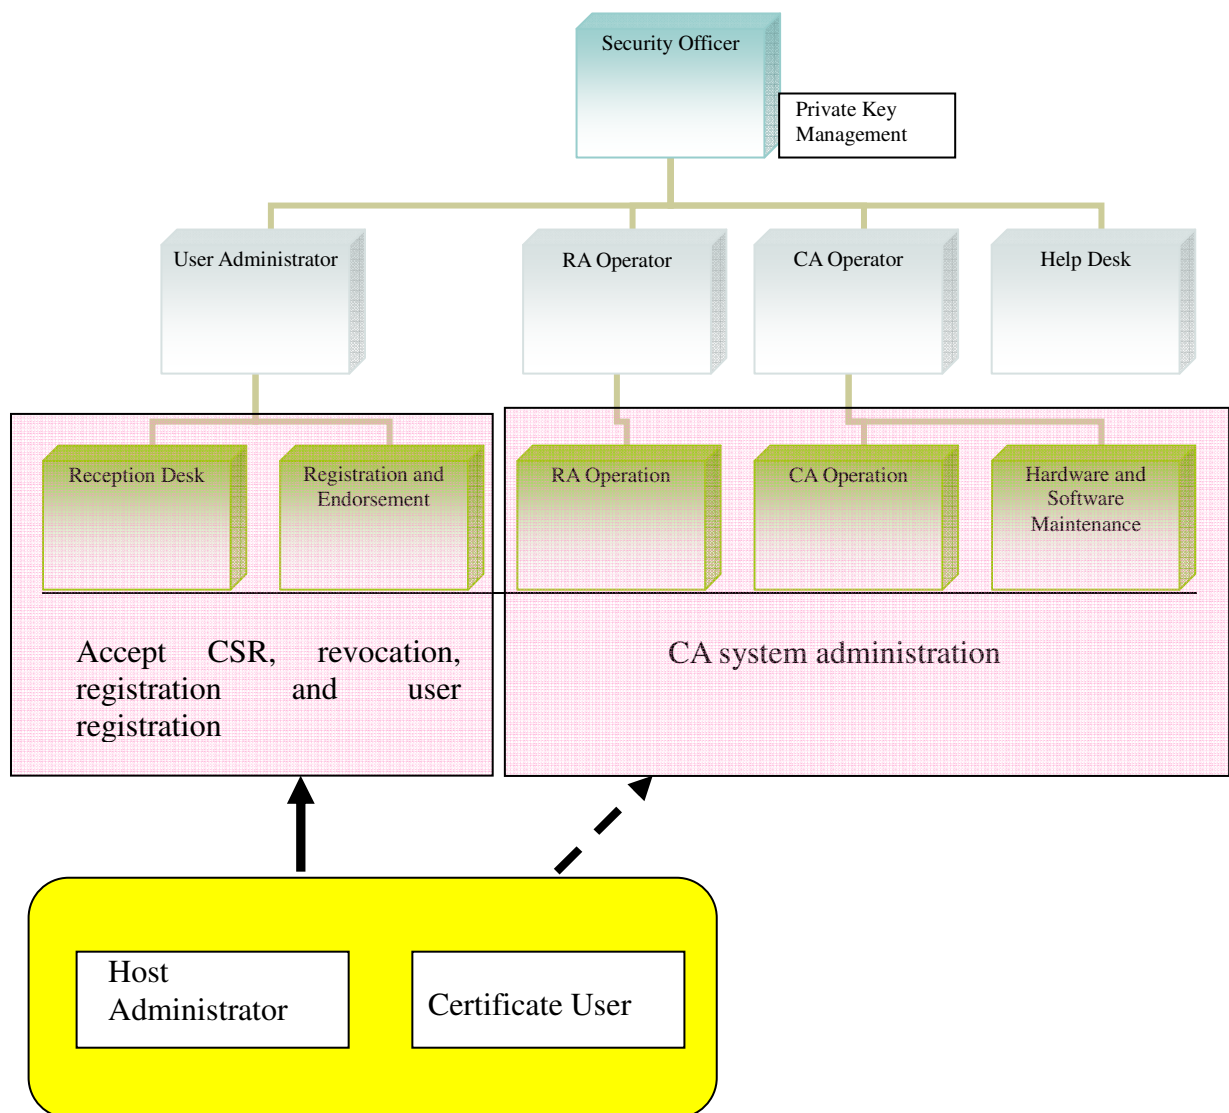 Security Officer
Private Key
Management
User Administrator
RA Operator
CA Operator
Help Desk
Reception Desk
Registration and
Endorsement
RA Operation
CA Operation
Hardware and
Software
Maintenance
Accept CSR, revocation,
registration and user
registration
CA system administration
Host
Administrator
Certificate User